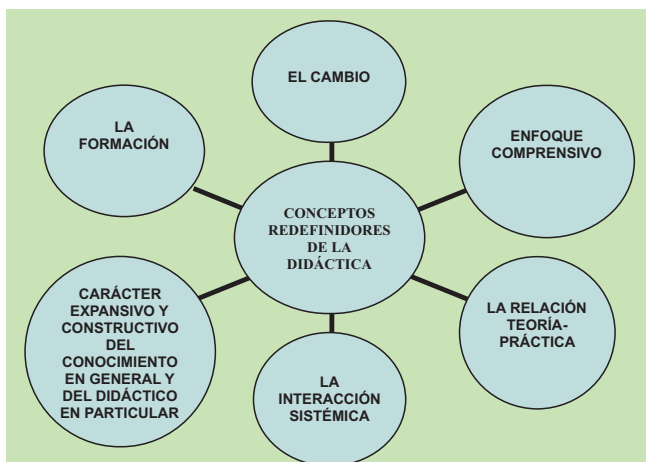 EL CAMBIO
LA
FORMACIÓN
ENFOQUE
COMPRENSIVO
CONCEPTOS
REDEFINIDORES
DE LA
DIDÁCTICA
CARÁCTER
EXPANSIVO Y
CONSTRUCTIVO
DEL
CONOCIMIENTO
EN GENERAL Y
DEL DIDÁCTICO
EN PARTICULAR
LA RELACIÓN
TEORÍA-
PRÁCTICA
LA
INTERACCIÓN
SISTÉMICA